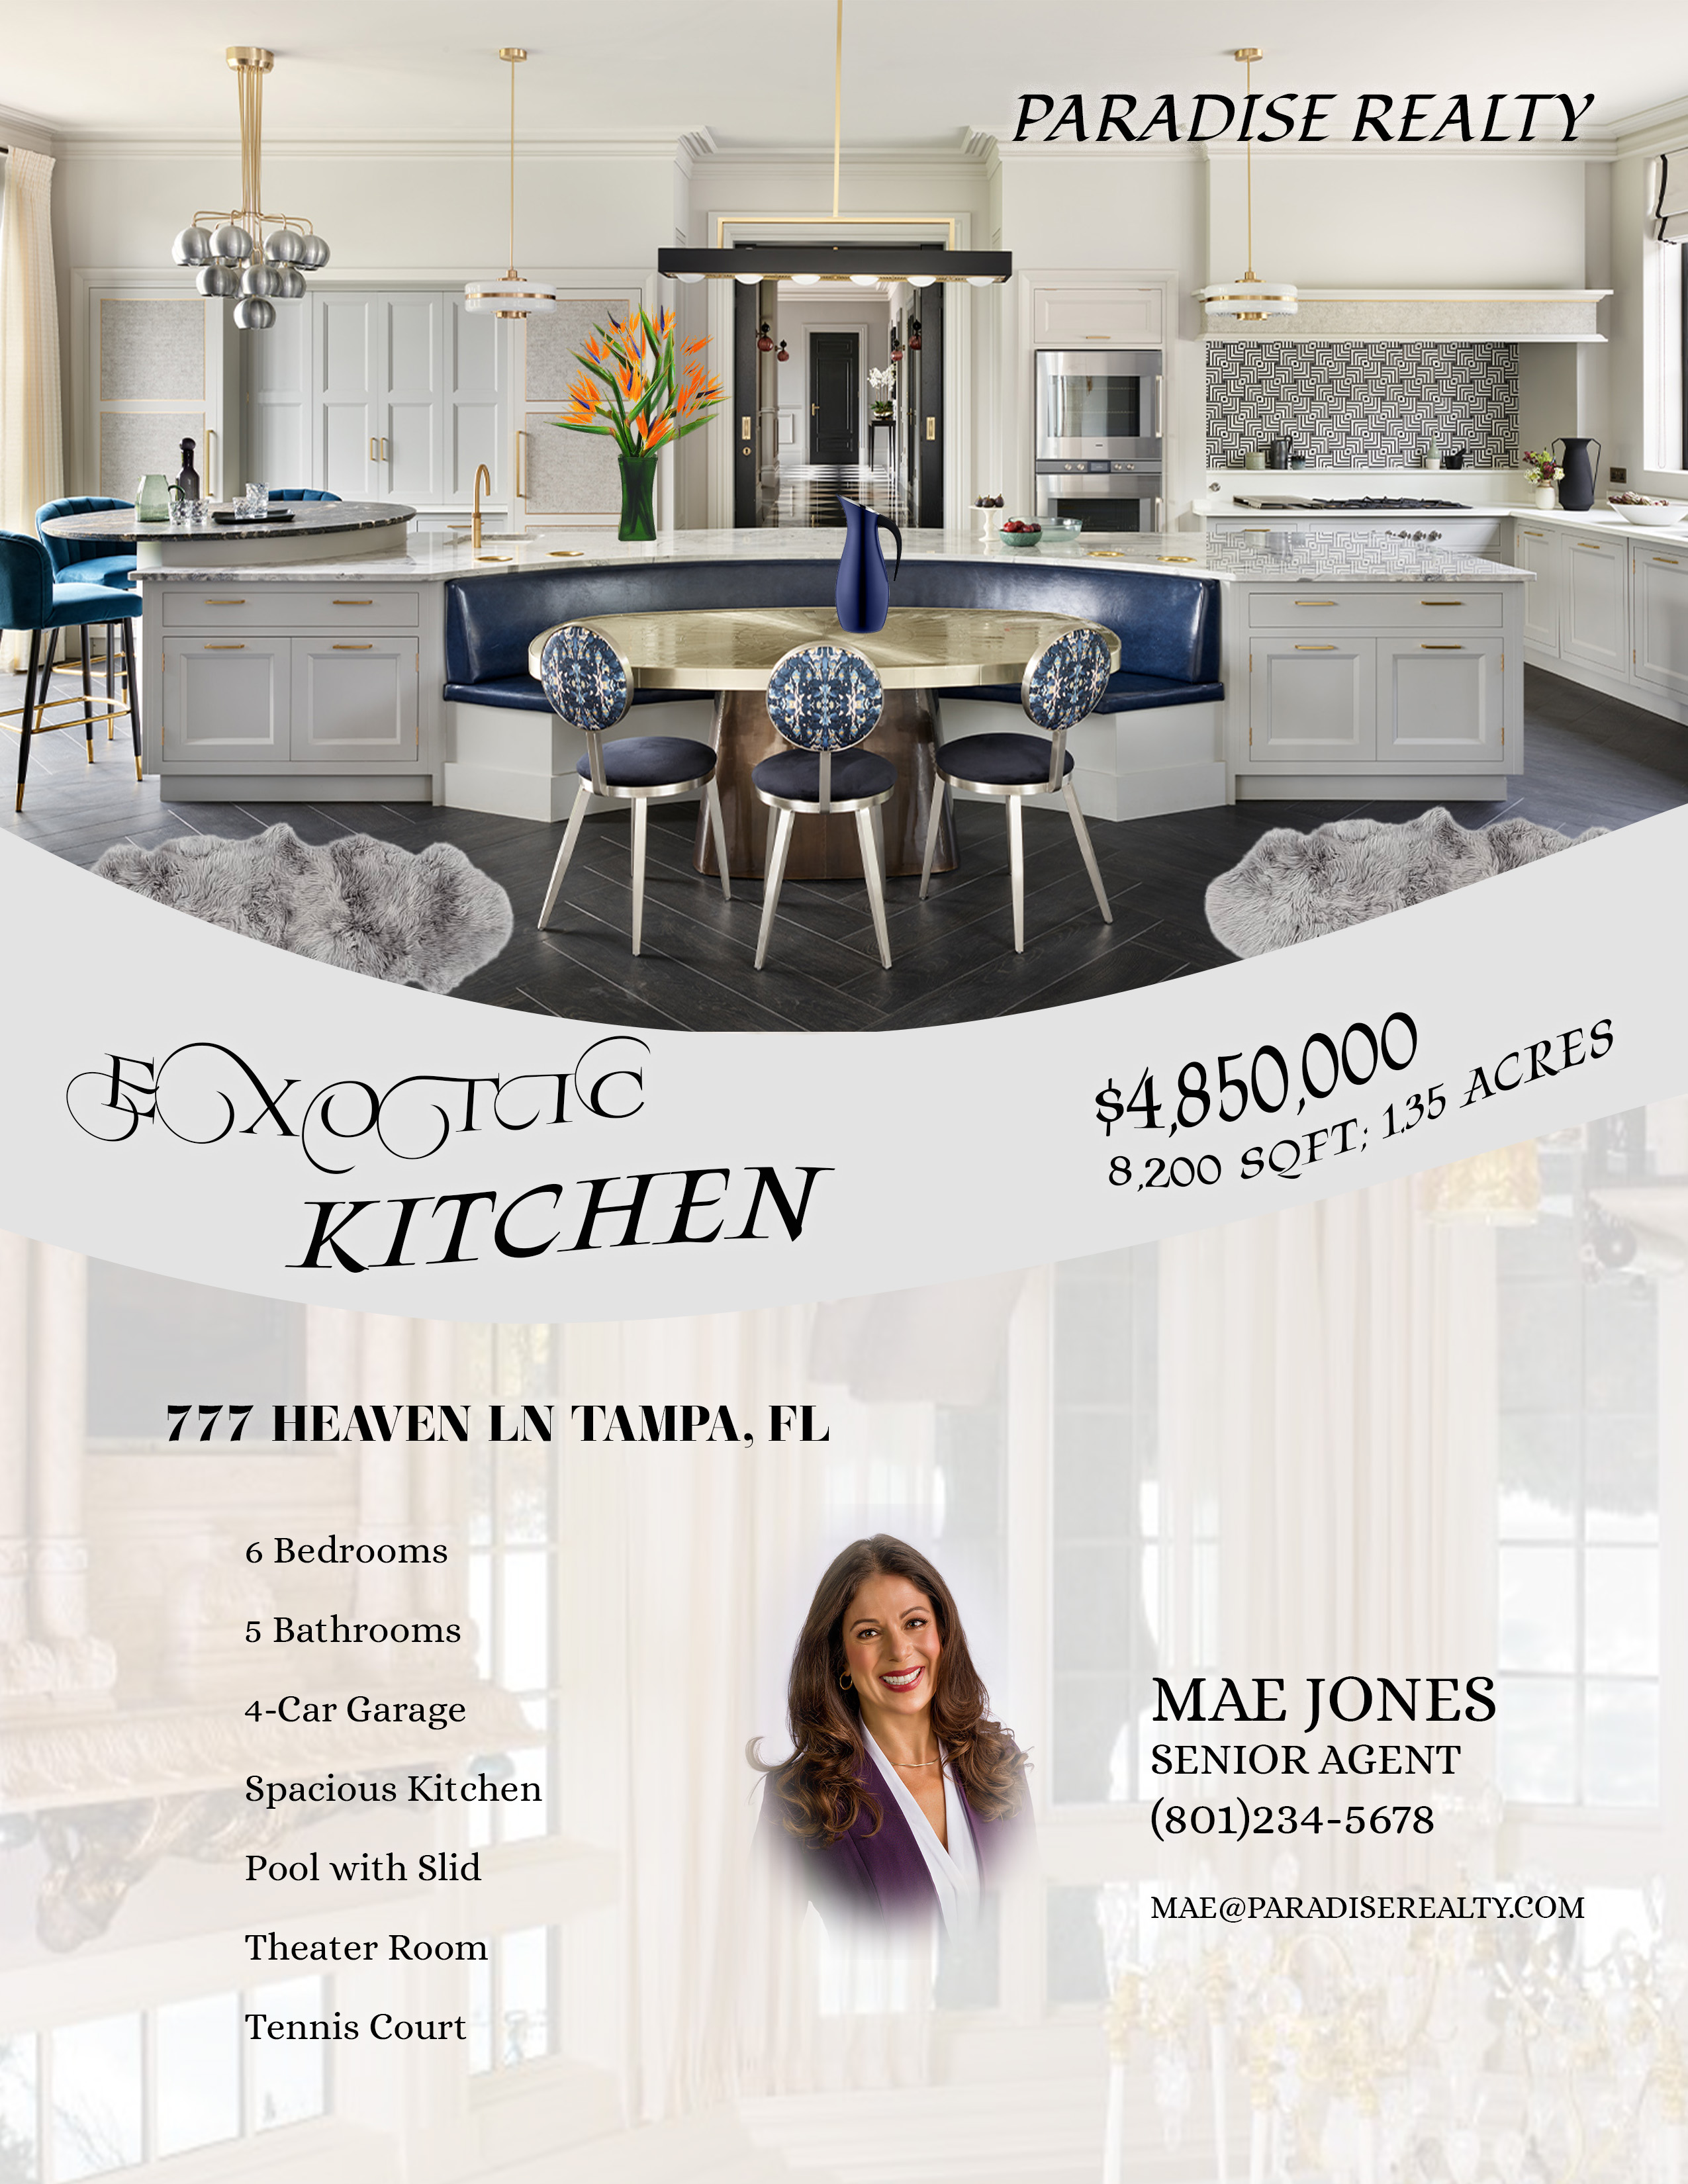 PARADISE REALTY
EXOTIC
KITCHEN
$4,850,000
8,200 SQFT; 1.35 ACRES
777 HEAVEN LN TAMPA, FL
6 Bedrooms
5 Bathrooms
4-Car Garage
Spacious Kitchen
Pool with Slid
Theater Room
Tennis Court
MAE JONES
SENIOR AGENT
(801)234-5678
MAE@PARADISEREALTY.COM